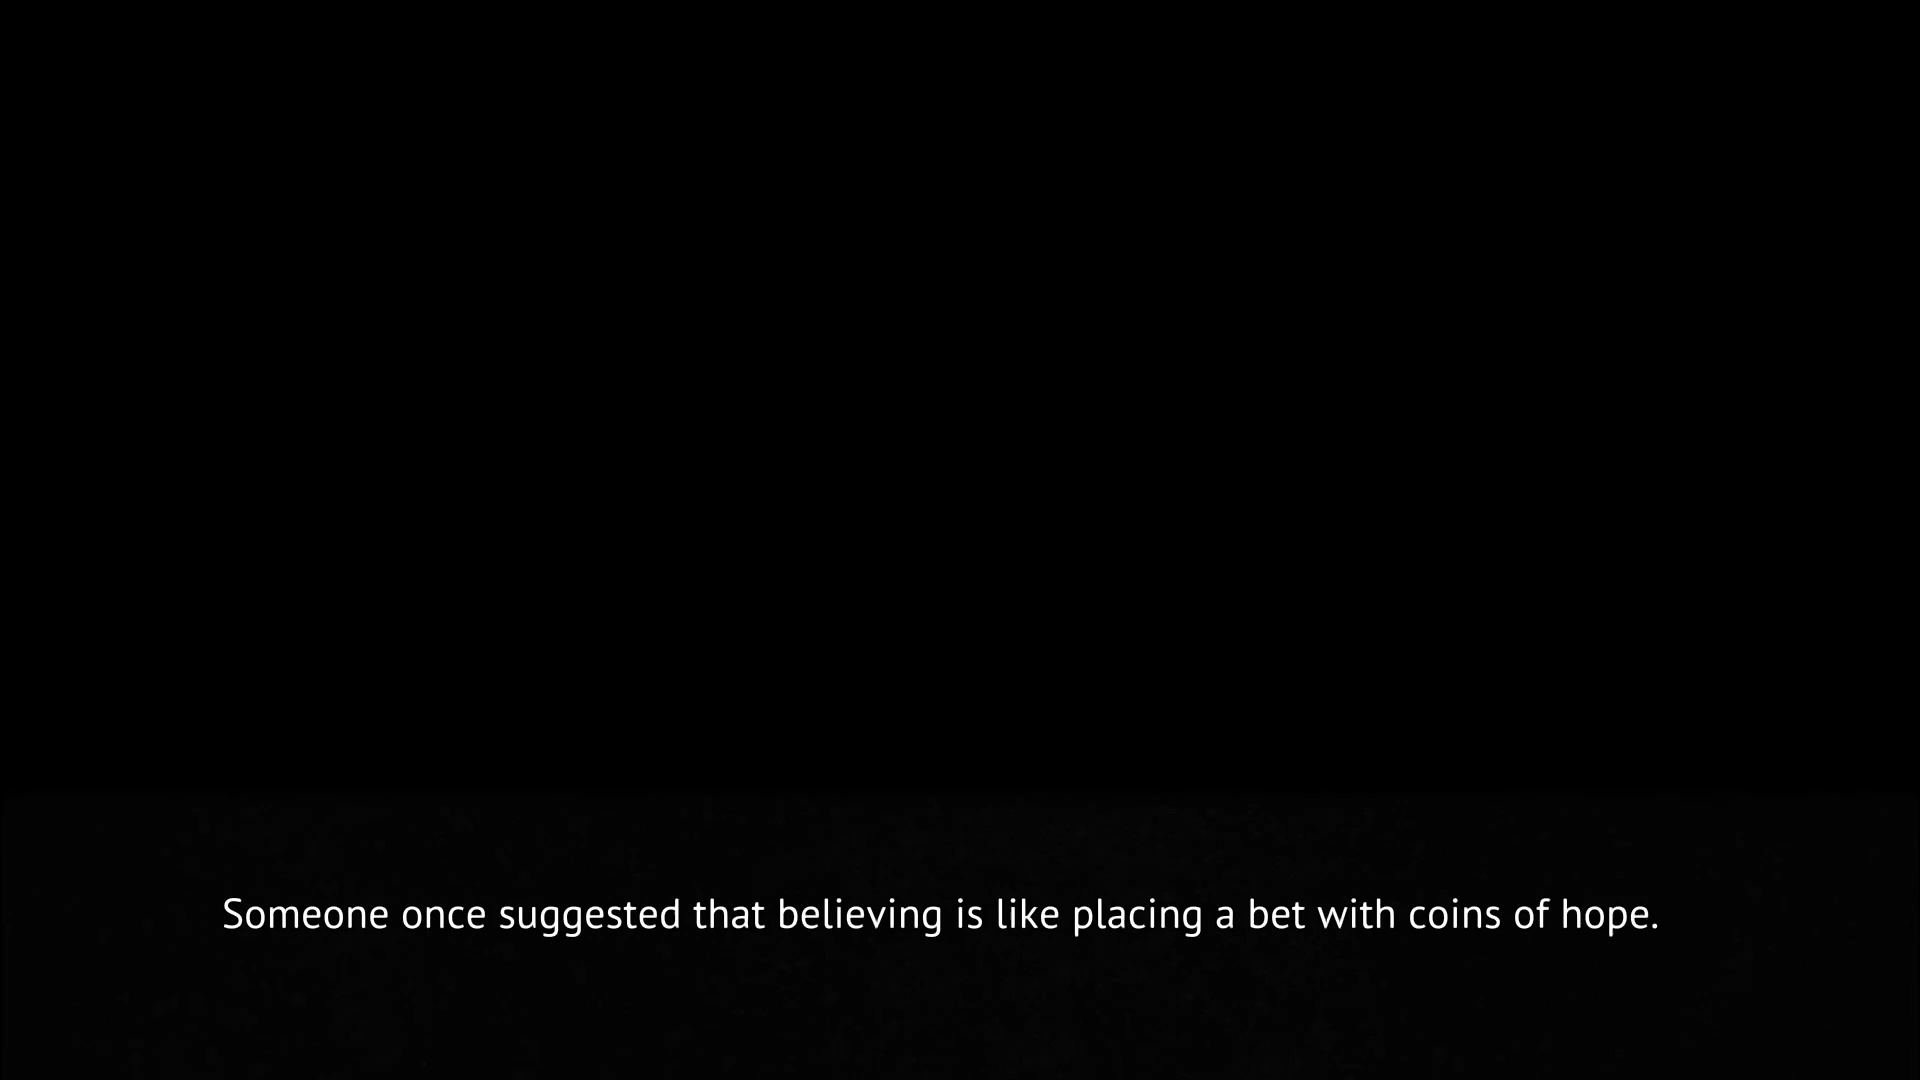 Someone once suggested that believing is like placing a bet with coins of hope.